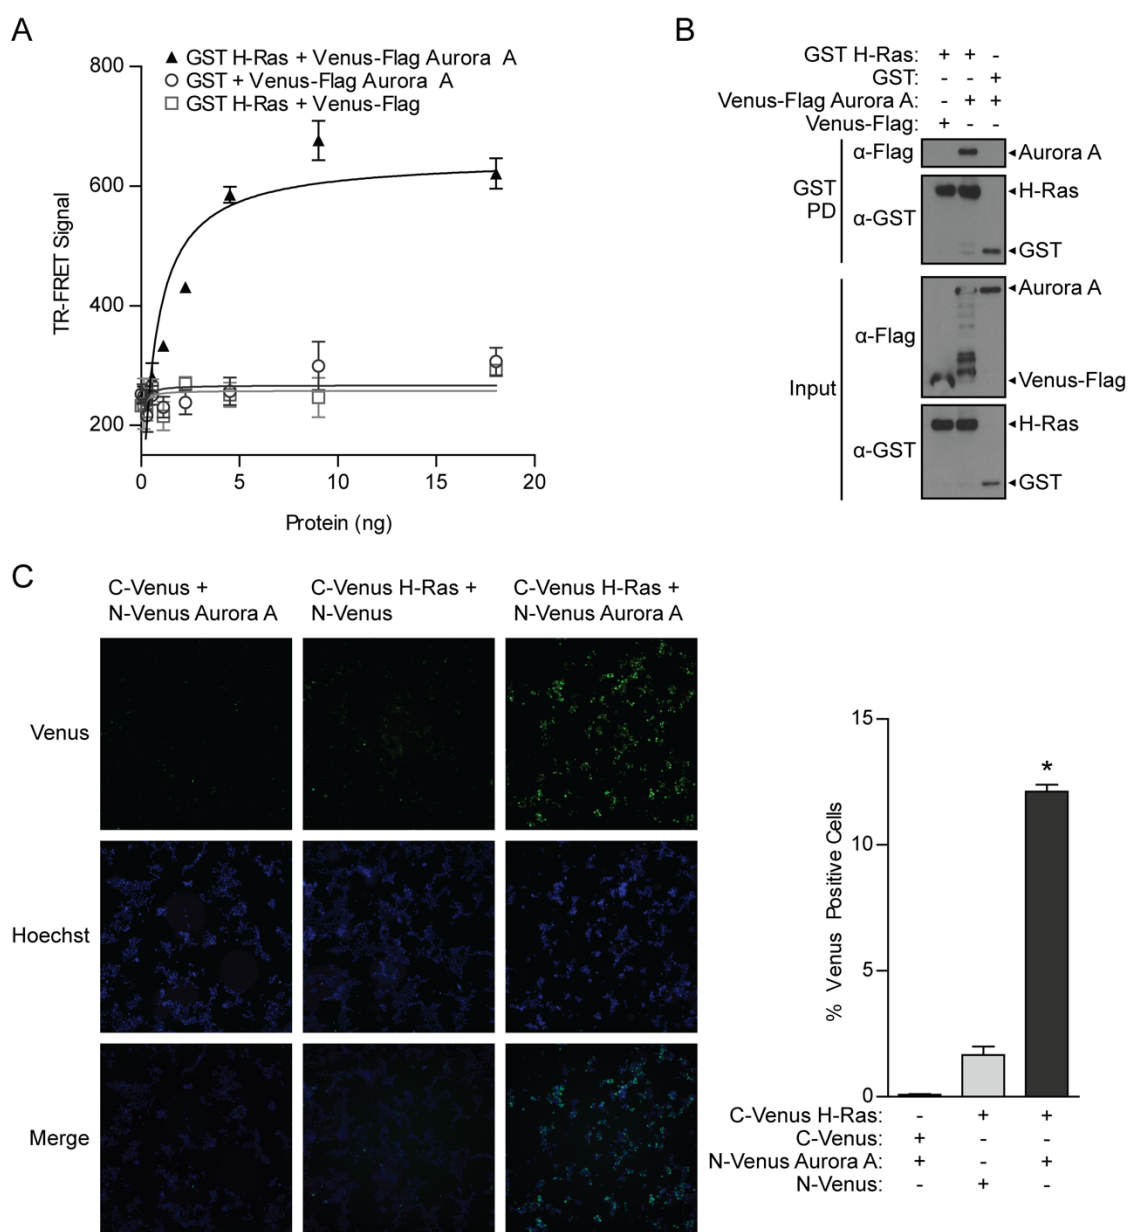 A
GST H-Ras + Venus-Flag Aurora A
GST + Venus-Flag Aurora A
GST H-Ras + Venus-Flag
800
600
400
200
TR-FRET Signal
0 5 10 15 20
Protein (ng)
B
GST H-Ras: + + -
GST: - - +
Venus-Flag Aurora A: - + +
Venus-Flag: + - -
GST PD
α-Flag
Aurora A
α-GST
H-Ras
GST
Input
α-Flag
Aurora A
Venus-Flag
α-GST
H-Ras
GST
C
C-Venus +
N-Venus Aurora A
C-Venus H-Ras +
N-Venus
C-Venus H-Ras +
N-Venus Aurora A
Venus
Hoechst
Merge
15
10
5
0
% Venus Positive Cells
*
C-Venus H-Ras: - + +
C-Venus: + - -
N-Venus Aurora A: + - +
N-Venus: - + -